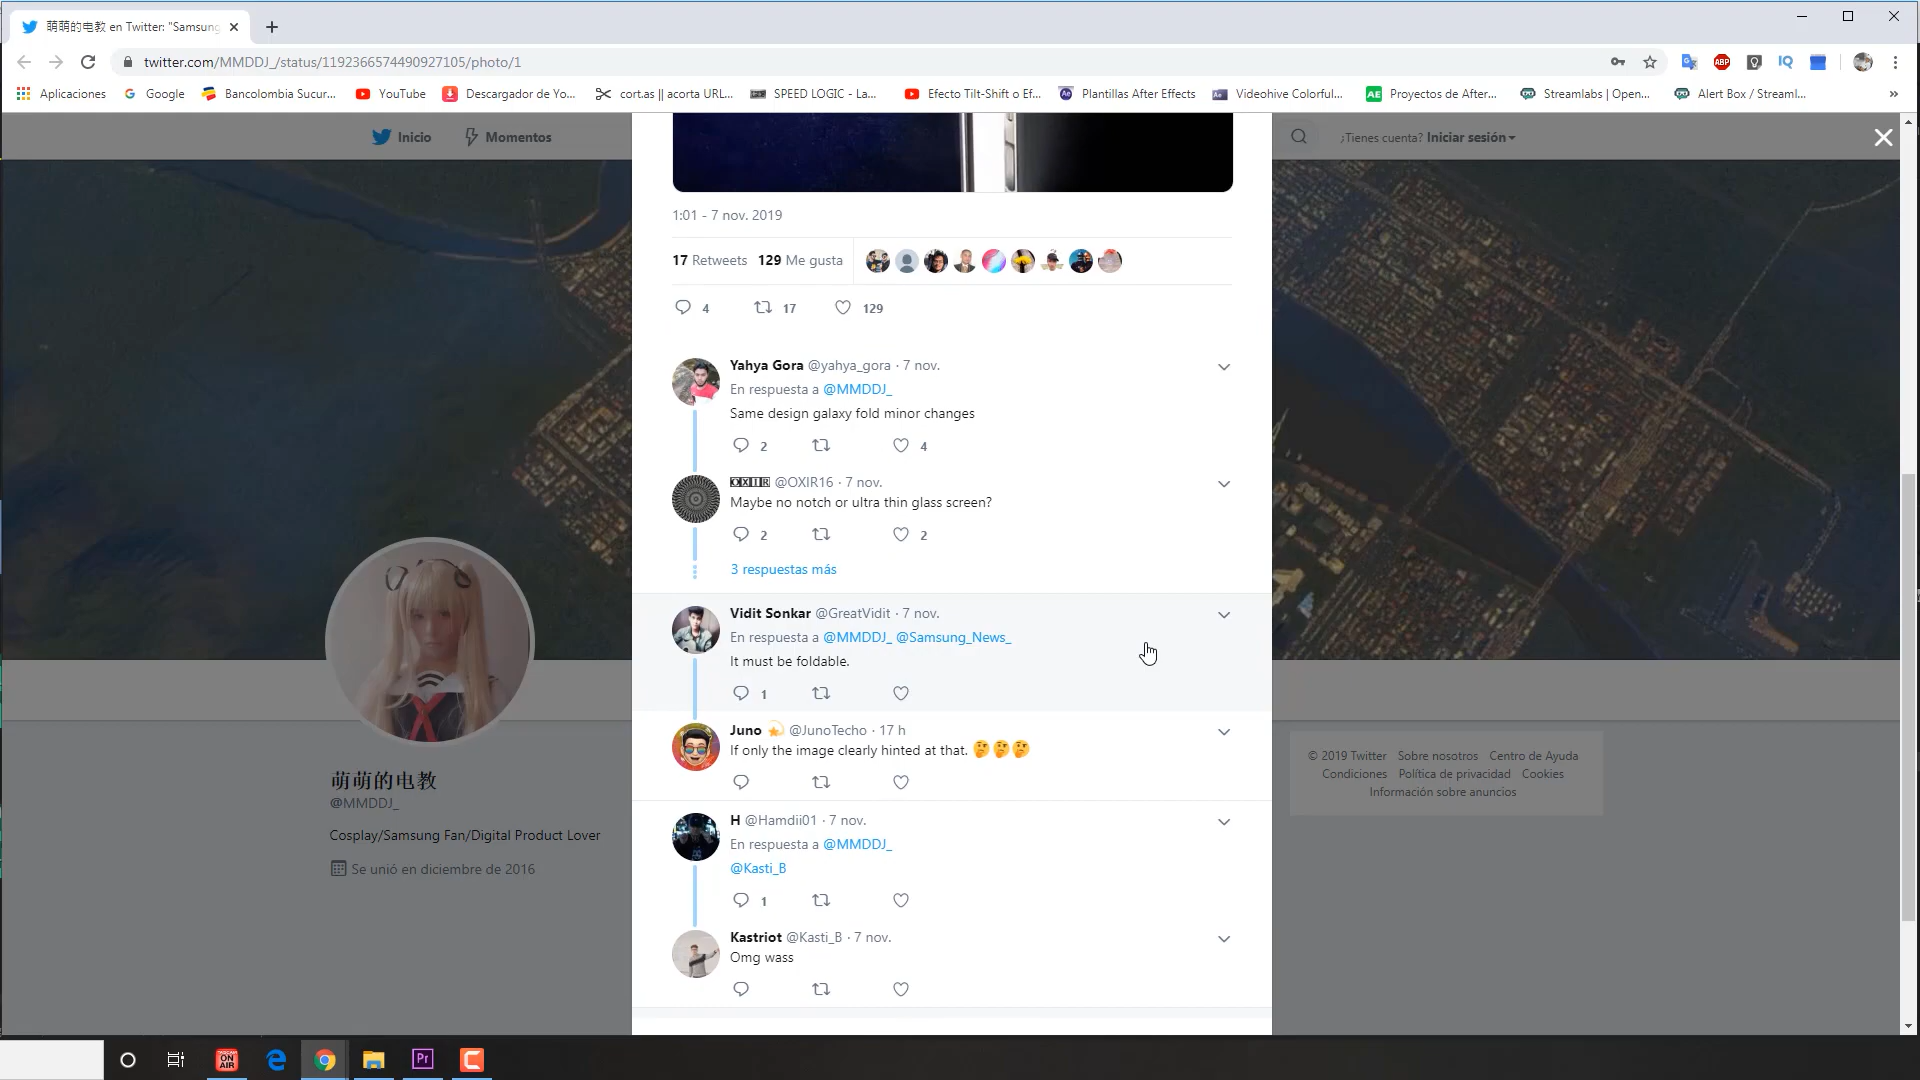 萌萌的电教 en Twitter: "Samsung
twitter.com/MMDDJ_/status/1192366574490927105/photo/1
ABP
IQ
Aplicaciones
Google
Bancolombia Sucur...
YouTube
Descargador de Yo...
cort.as || acorta URL...
SPEED LOGIC - La...
Efecto Tilt-Shift o Ef...
Plantillas After Effects
Videohive Colorful...
Proyectos de After...
Streamlabs | Open...
Alert Box / Streaml...
»
Inicio
Momentos
¿Tienes cuenta? Iniciar sesión
1:01 - 7 nov. 2019
17 Retweets 129 Me gusta
4 17 129
Yahya Gora @yahya_gora · 7 nov.
En respuesta a @MMDDJ_
Same design galaxy fold minor changes
2 4
OXIR @OXIR16 · 7 nov.
Maybe no notch or ultra thin glass screen?
2 2
3 respuestas más
Vidit Sonkar @GreatVidit · 7 nov.
En respuesta a @MMDDJ_ @Samsung_News_
It must be foldable.
1
Juno 💫 @JunoTecho · 17 h
If only the image clearly hinted at that. 🤔🤔🤔
H @Hamdii01 · 7 nov.
En respuesta a @MMDDJ_
@Kasti_B
1
Kastriot @Kasti_B · 7 nov.
Omg wass
萌萌的电教
@MMDDJ_
Cosplay/Samsung Fan/Digital Product Lover
Se unió en diciembre de 2016
© 2019 Twitter Sobre nosotros Centro de Ayuda
Condiciones Política de privacidad Cookies
Información sobre anuncios
ON AIR
Pr